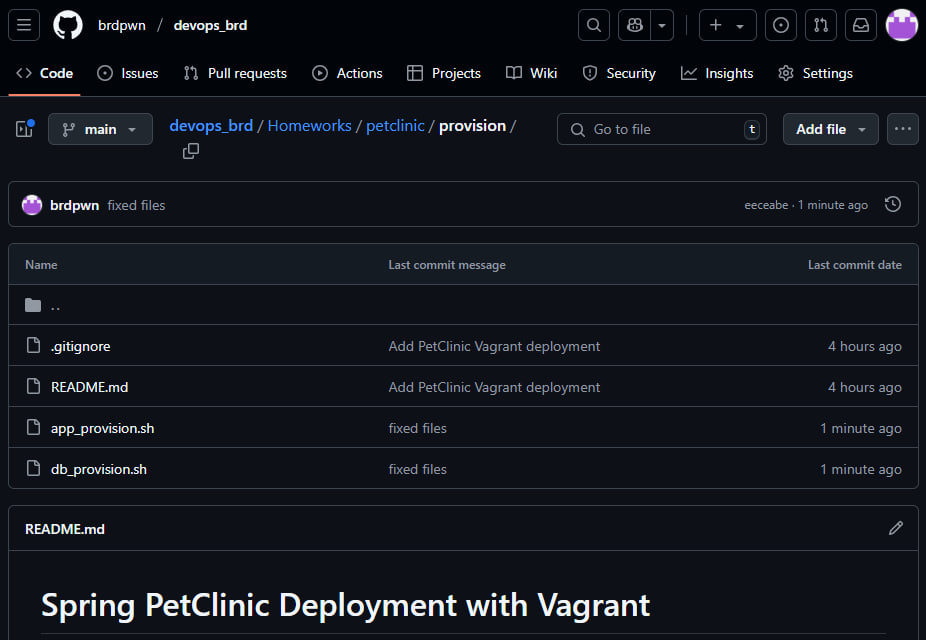 brdpwn / devops_brd
Code Issues Pull requests Actions Projects Wiki Security Insights Settings
main devops_brd / Homeworks / petclinic / provision / Go to file t Add file
brdpwn fixed files eeceabe · 1 minute ago
Name Last commit message Last commit date
..
.gitignore Add PetClinic Vagrant deployment 4 hours ago
README.md Add PetClinic Vagrant deployment 4 hours ago
app_provision.sh fixed files 1 minute ago
db_provision.sh fixed files 1 minute ago
README.md
Spring PetClinic Deployment with Vagrant